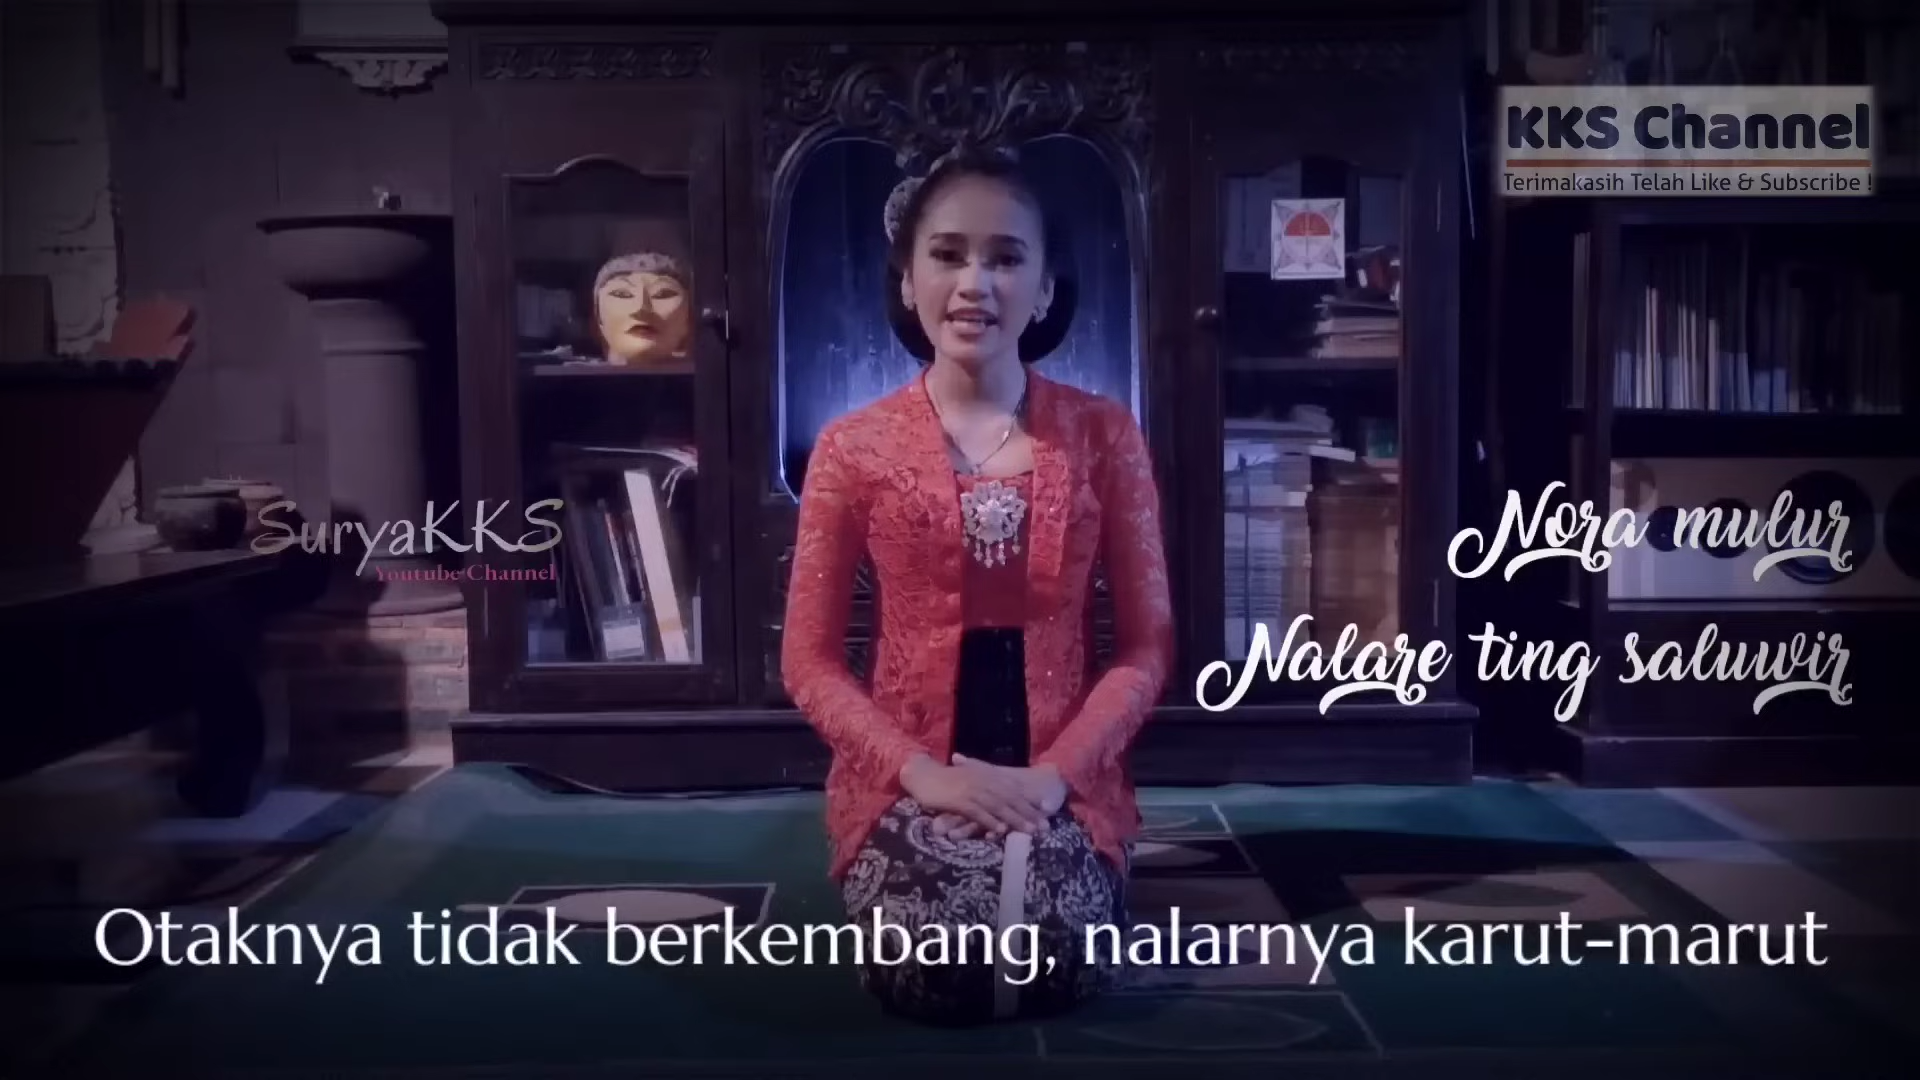 KKS Channel
Terimakasih Telah Like & Subscribe !
SuryaKKS
Youtube Channel
Nora mulur
Nalare ting saluwir
Otaknya tidak berkembang, nalarnya karut-marut